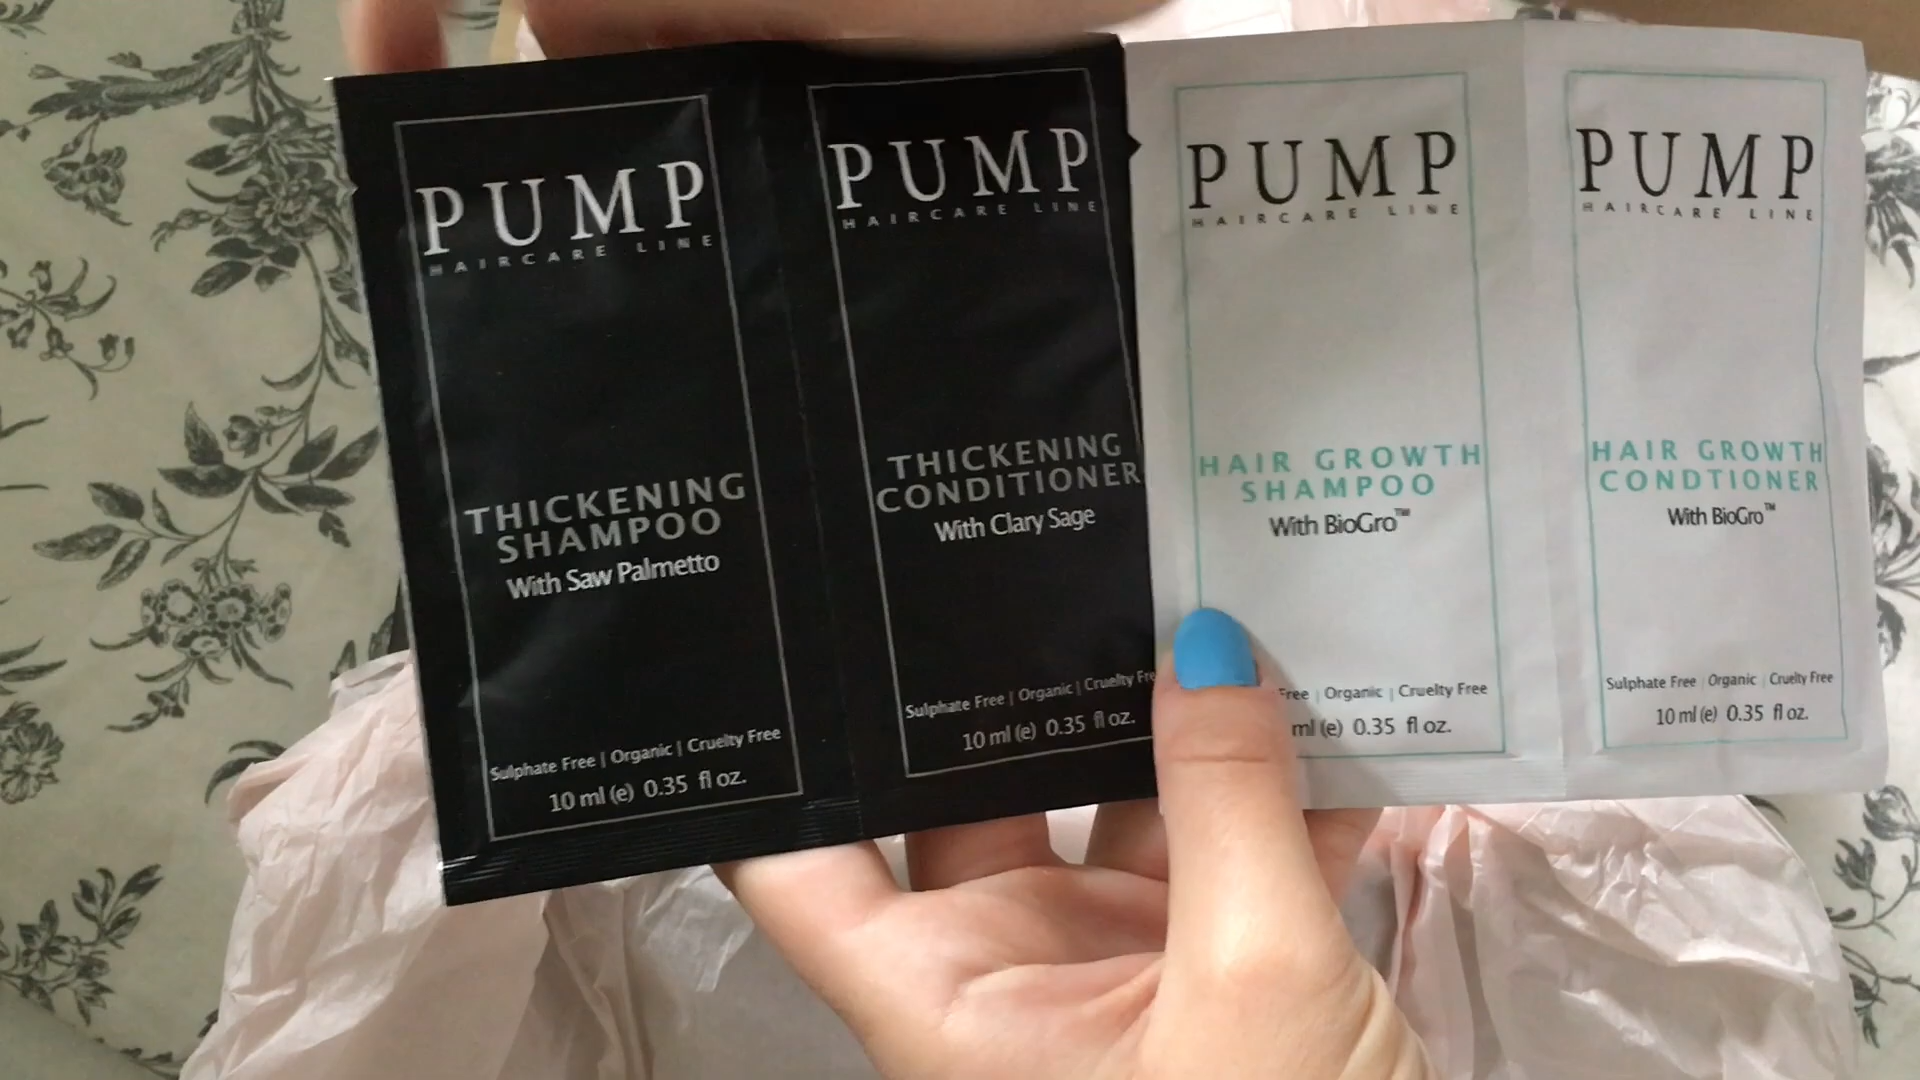 PUMP
HAIRCARE LINE
THICKENING
SHAMPOO
With Saw Palmetto
Sulphate Free | Organic | Cruelty Free
10 ml (e) 0.35 fl oz.
PUMP
HAIRCARE LINE
THICKENING
CONDITIONER
With Clary Sage
Sulphate Free | Organic | Cruelty Fre
10 ml (e) 0.35 fl oz.
PUMP
HAIRCARE LINE
HAIR GROWTH
SHAMPOO
With BioGro™
Free | Organic | Cruelty Free
ml (e) 0.35 fl oz.
PUMP
HAIRCARE LINE
HAIR GROWTH
CONDTIONER
With BioGro™
Sulphate Free | Organic | Cruelty Free
10 ml (e) 0.35 fl oz.